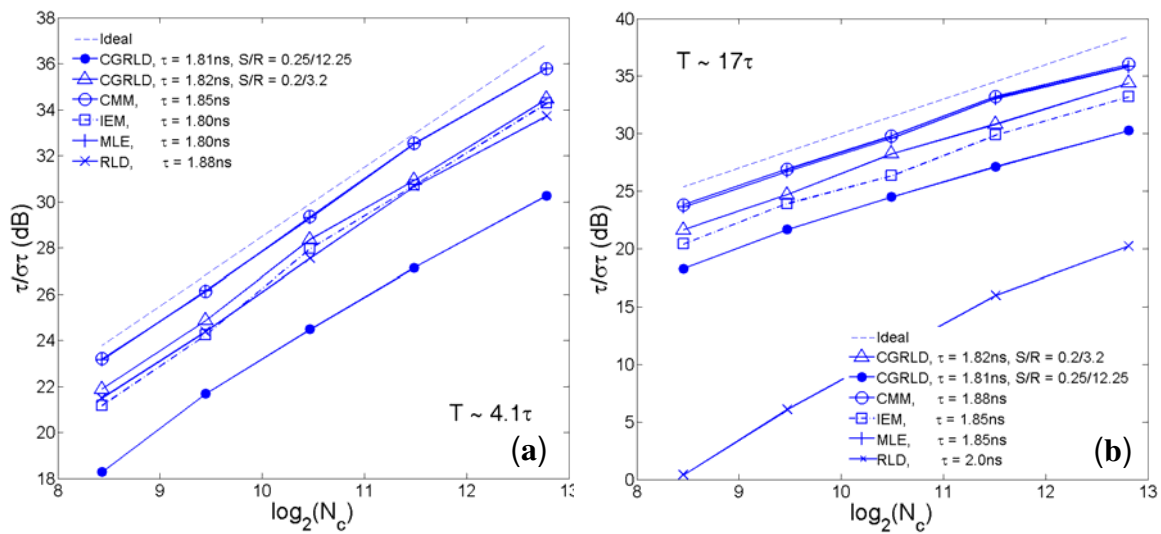 38
36
34
32
30
28
26
24
22
20
18
τ/στ (dB)
Ideal
CGRLD, τ = 1.81ns, S/R = 0.25/12.25
CGRLD, τ = 1.82ns, S/R = 0.2/3.2
CMM, τ = 1.85ns
IEM, τ = 1.80ns
MLE, τ = 1.80ns
RLD, τ = 1.88ns
T ~ 4.1τ
(a)
8 9 10 11 12 13
log₂(N_c)
45
40
35
30
25
20
15
10
5
0
τ/στ (dB)
T ~ 17τ
Ideal
CGRLD, τ = 1.82ns, S/R = 0.2/3.2
CGRLD, τ = 1.81ns, S/R = 0.25/12.25
CMM, τ = 1.88ns
IEM, τ = 1.85ns
MLE, τ = 1.85ns
RLD, τ = 2.0ns
(b)
8 9 10 11 12 13
log₂(N_c)